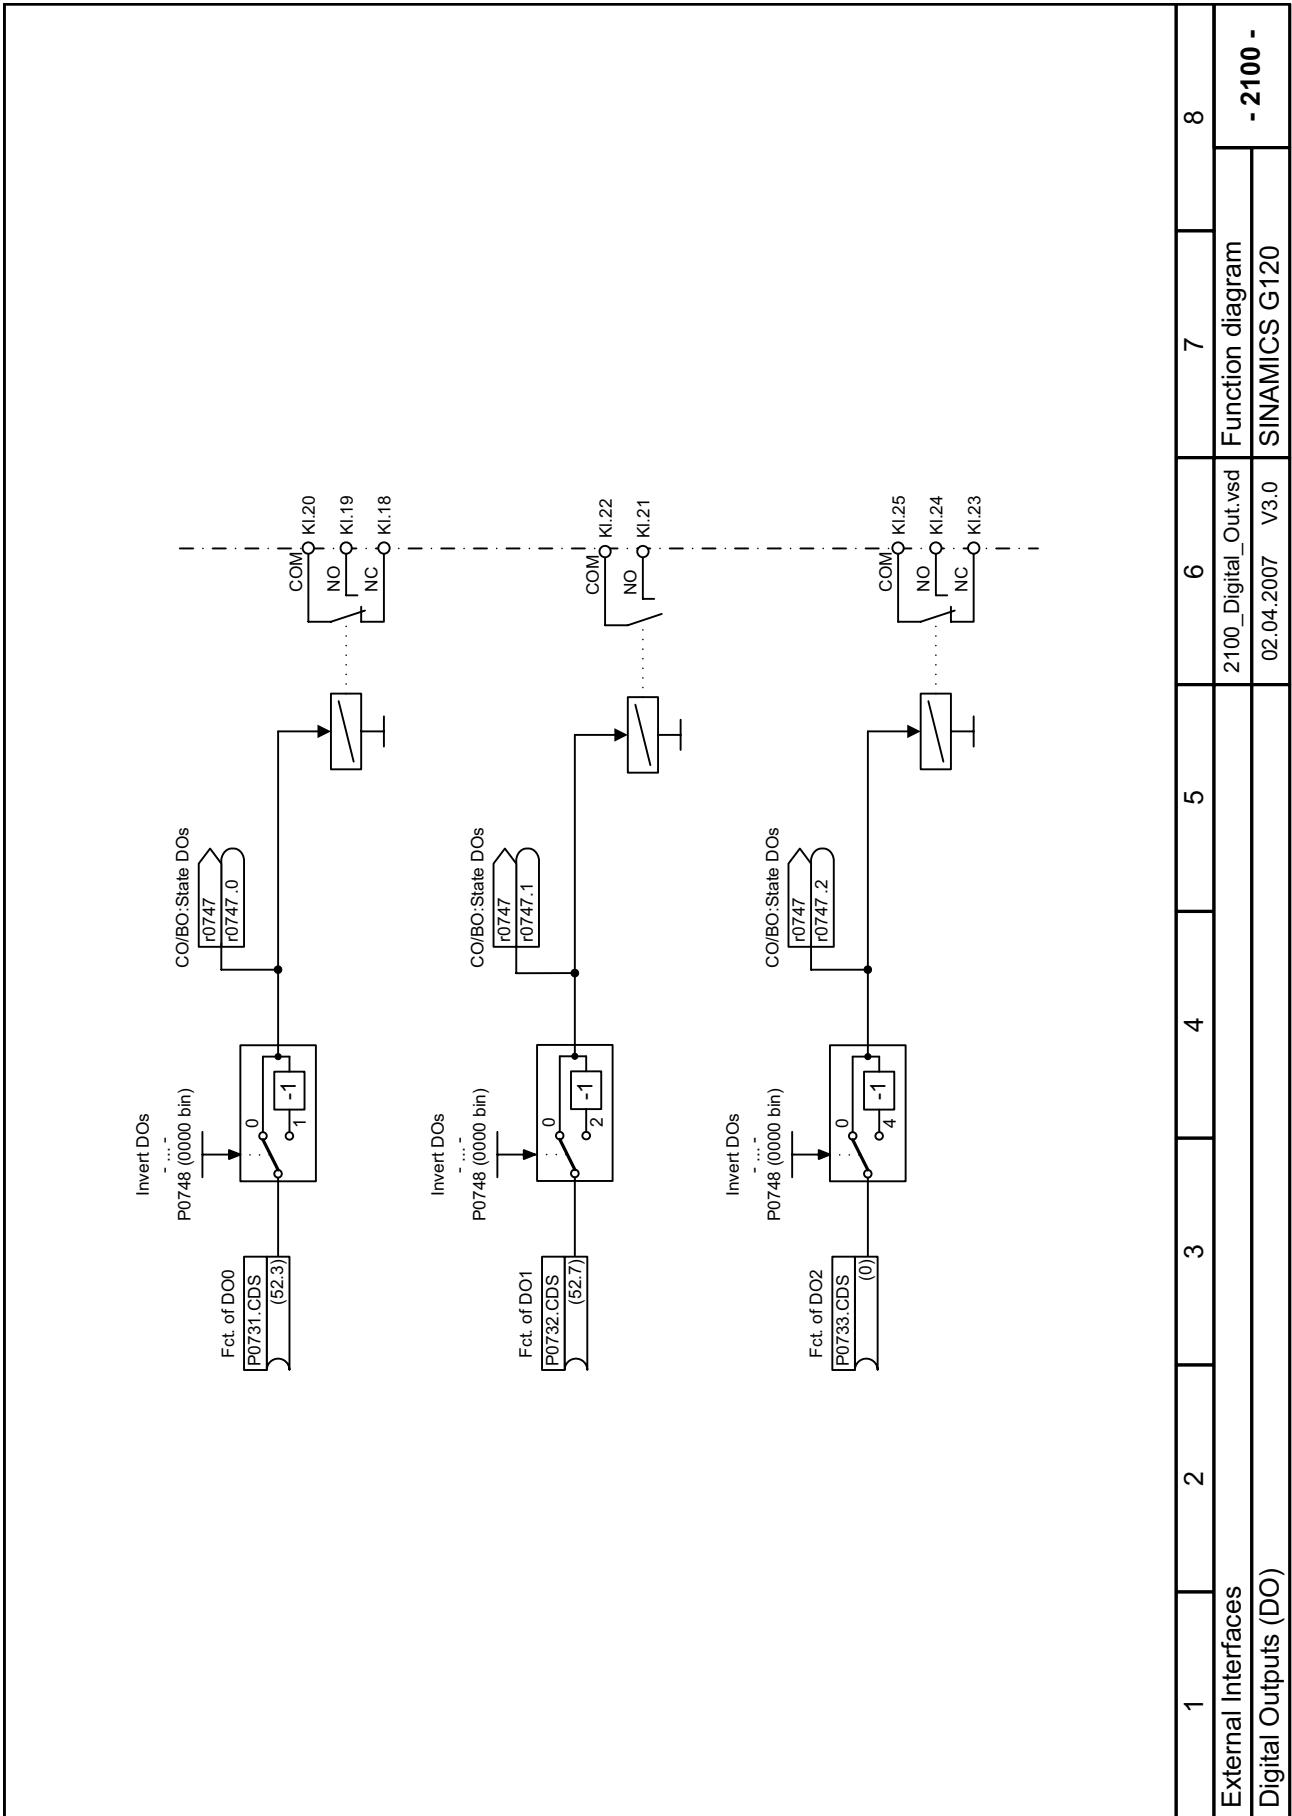 Fct. of DO0
P0731.CDS
(52.3)
Invert DOs
- ... -
P0748 (0000 bin)
0
1
-1
CO/BO:State DOs
r0747
r0747 .0
COM
Kl.20
NO
Kl.19
NC
Kl.18
Fct. of DO1
P0732.CDS
(52.7)
Invert DOs
- ... -
P0748 (0000 bin)
0
2
-1
CO/BO:State DOs
r0747
r0747.1
COM
Kl.22
NO
Kl.21
Fct. of DO2
P0733.CDS
(0)
Invert DOs
- ... -
P0748 (0000 bin)
0
4
-1
CO/BO:State DOs
r0747
r0747 .2
COM
Kl.25
NO
Kl.24
NC
Kl.23
1 2 3 4 5 6 7 8
External Interfaces 2100_Digital_Out.vsd Function diagram
- 2100 -
Digital Outputs (DO) 02.04.2007 V3.0 SINAMICS G120